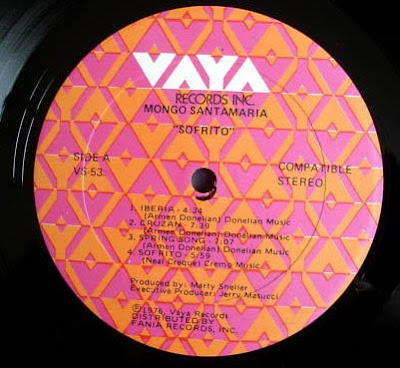 VAYA
RECORDS INC.
MONGO SANTAMARIA
"SOFRITO"
SIDE A
VS-53
COMPATIBLE
STEREO
1. IBERIA - 4:34
(Armen Donelian) Donelian Music
2. CRUZAN - 7:39
(Armen Donelian) Donelian Music
3. SPRING SONG - 7:07
(Armen Donelian) Donelian Music
4. SOFRITO - 5:59
(Neal Creque) Cremo Music
Produced by: Marty Sheller
Executive Producer: Jerry Masucci
℗1976, Vaya Records
DISTRIBUTED BY
FANIA RECORDS, INC.